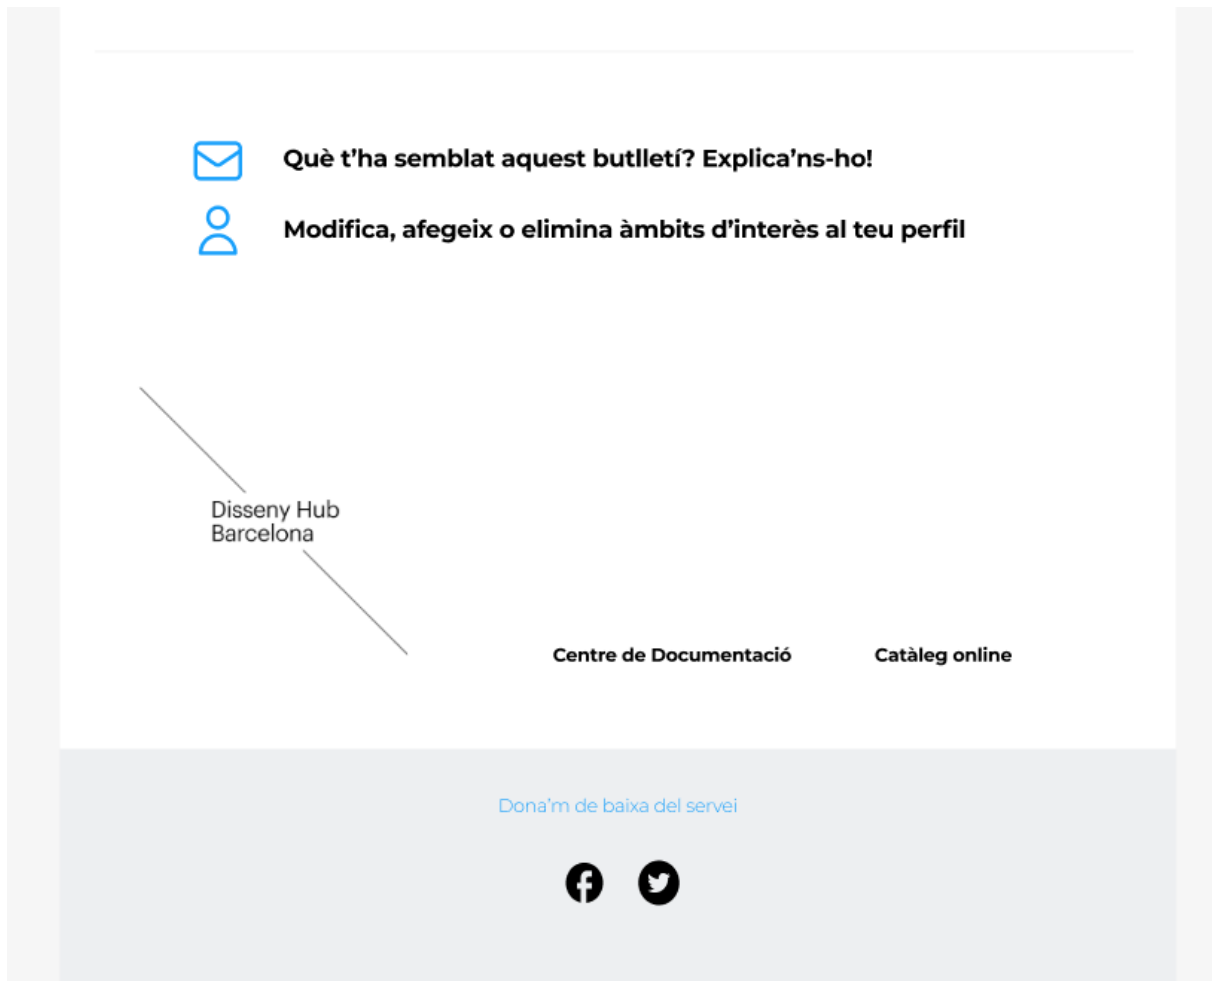 Què t’ha semblat aquest butlletí? Explica’ns-ho!
Modifica, afegeix o elimina àmbits d’interès al teu perfil
Disseny Hub
Barcelona
Centre de Documentació
Catàleg online
Dona’m de baixa del servei